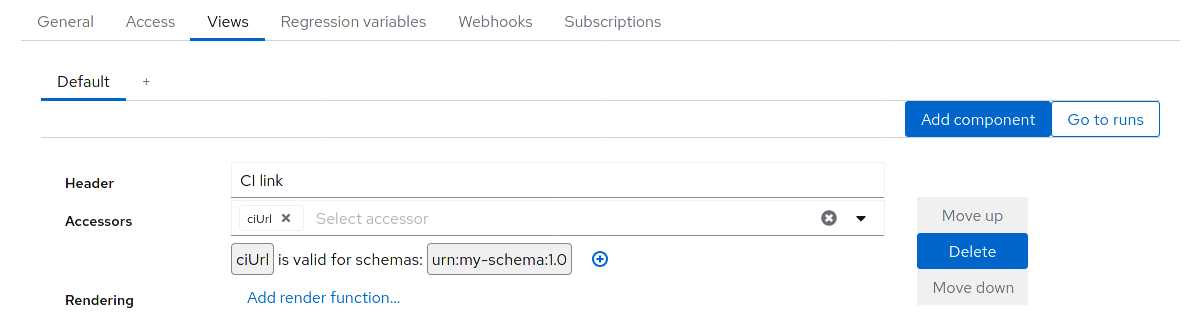 General Access Views Regression variables Webhooks Subscriptions
Default +
Add component Go to runs
Header CI link
Accessors ciUrl Select accessor
Move up
ciUrl is valid for schemas: urn:my-schema:1.0
Delete
Rendering Add render function...
Move down